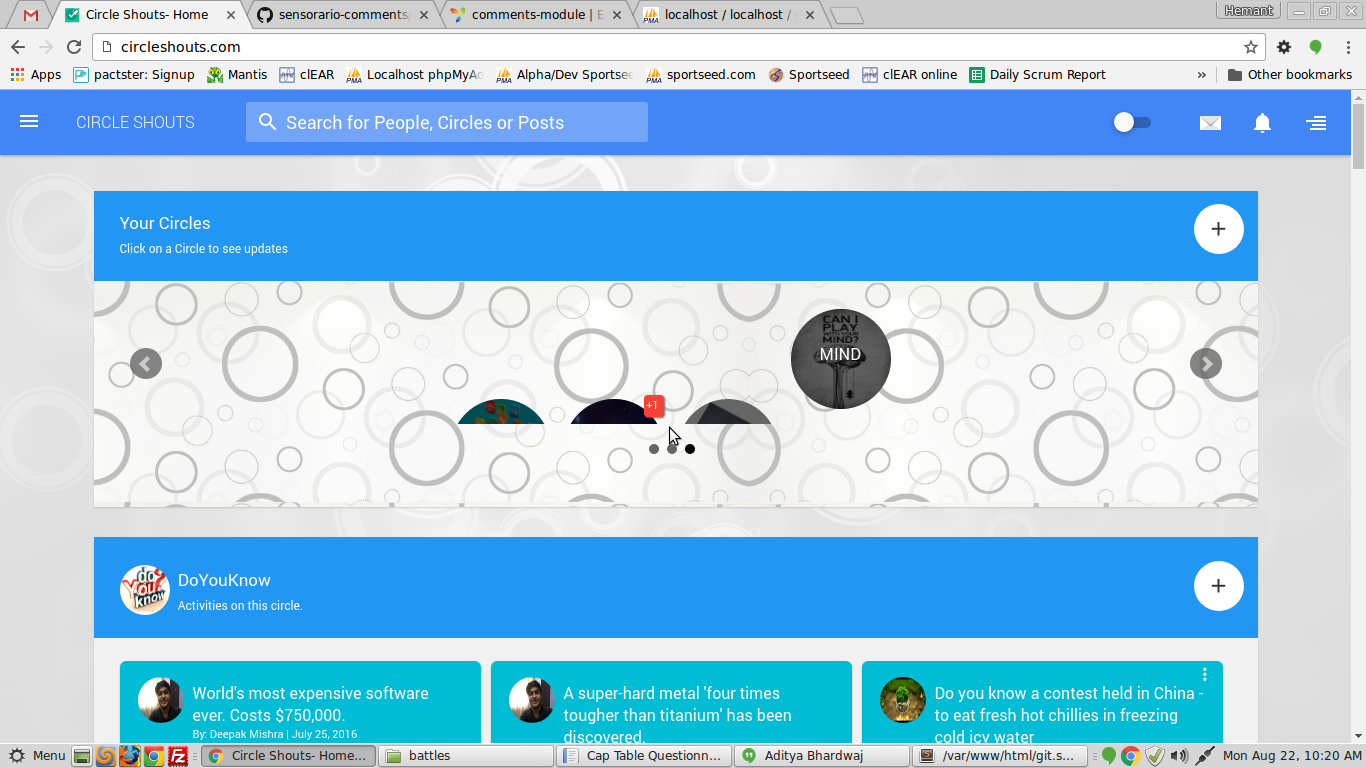 Circle Shouts- Home
sensorario-comments/
comments-module | E
localhost / localhost /
Hemant
circleshouts.com
Apps
pactster: Signup
Mantis
clEAR
Localhost phpMyAd
Alpha/Dev Sportsee
sportseed.com
Sportseed
clEAR online
Daily Scrum Report
»
Other bookmarks
CIRCLE SHOUTS
Search for People, Circles or Posts
Your Circles
Click on a Circle to see updates
+
CAN I
PLAY
WITH YOUR
MIND?
MIND
+1
do
YOU
know
DoYouKnow
Activities on this circle.
+
World's most expensive software
ever. Costs $750,000.
By: Deepak Mishra | July 25, 2016
A super-hard metal 'four times
tougher than titanium' has been
discovered.
Do you know a contest held in China -
to eat fresh hot chillies in freezing
cold icy water
Menu
Circle Shouts- Home...
battles
Cap Table Questionn...
Aditya Bhardwaj
/var/www/html/git.s...
Mon Aug 22, 10:20 AM